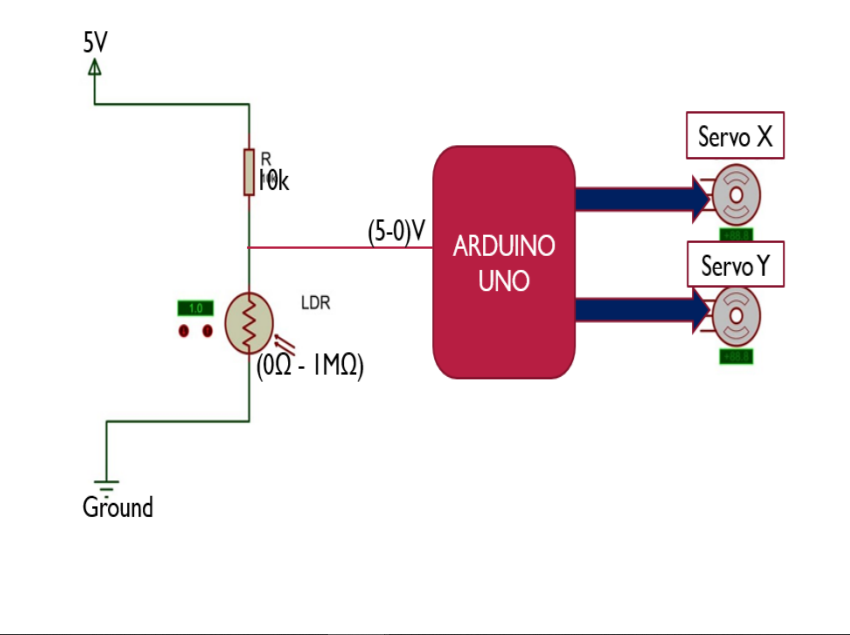 5V
R
10k
(5-0)V
ARDUINO
UNO
Servo X
Servo Y
1.0
LDR
(0Ω - 1MΩ)
Ground